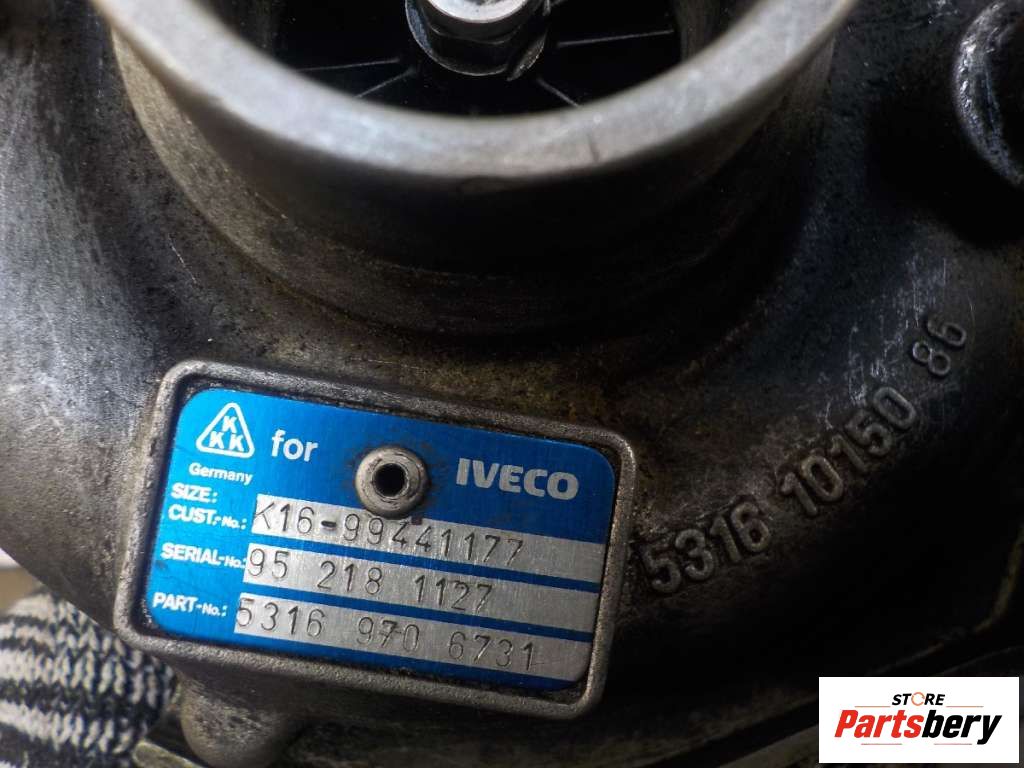 K
KK
for
IVECO
Germany
SIZE:
CUST.-No.: K16-99441177
SERIAL-No.: 95 218 1127
PART-No.: 5316 970 6731
5316 10150 86
STORE
Partsbery